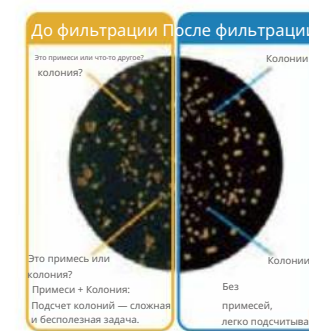 До фильтрации После фильтрации
Это примеси или что-то другое?
колония?
Колонии
Это примесь или
колония?
Примеси + Колония:
Подсчет колоний — сложная
и бесполезная задача.
Колонии
Без
примесей,
легко подсчитыва